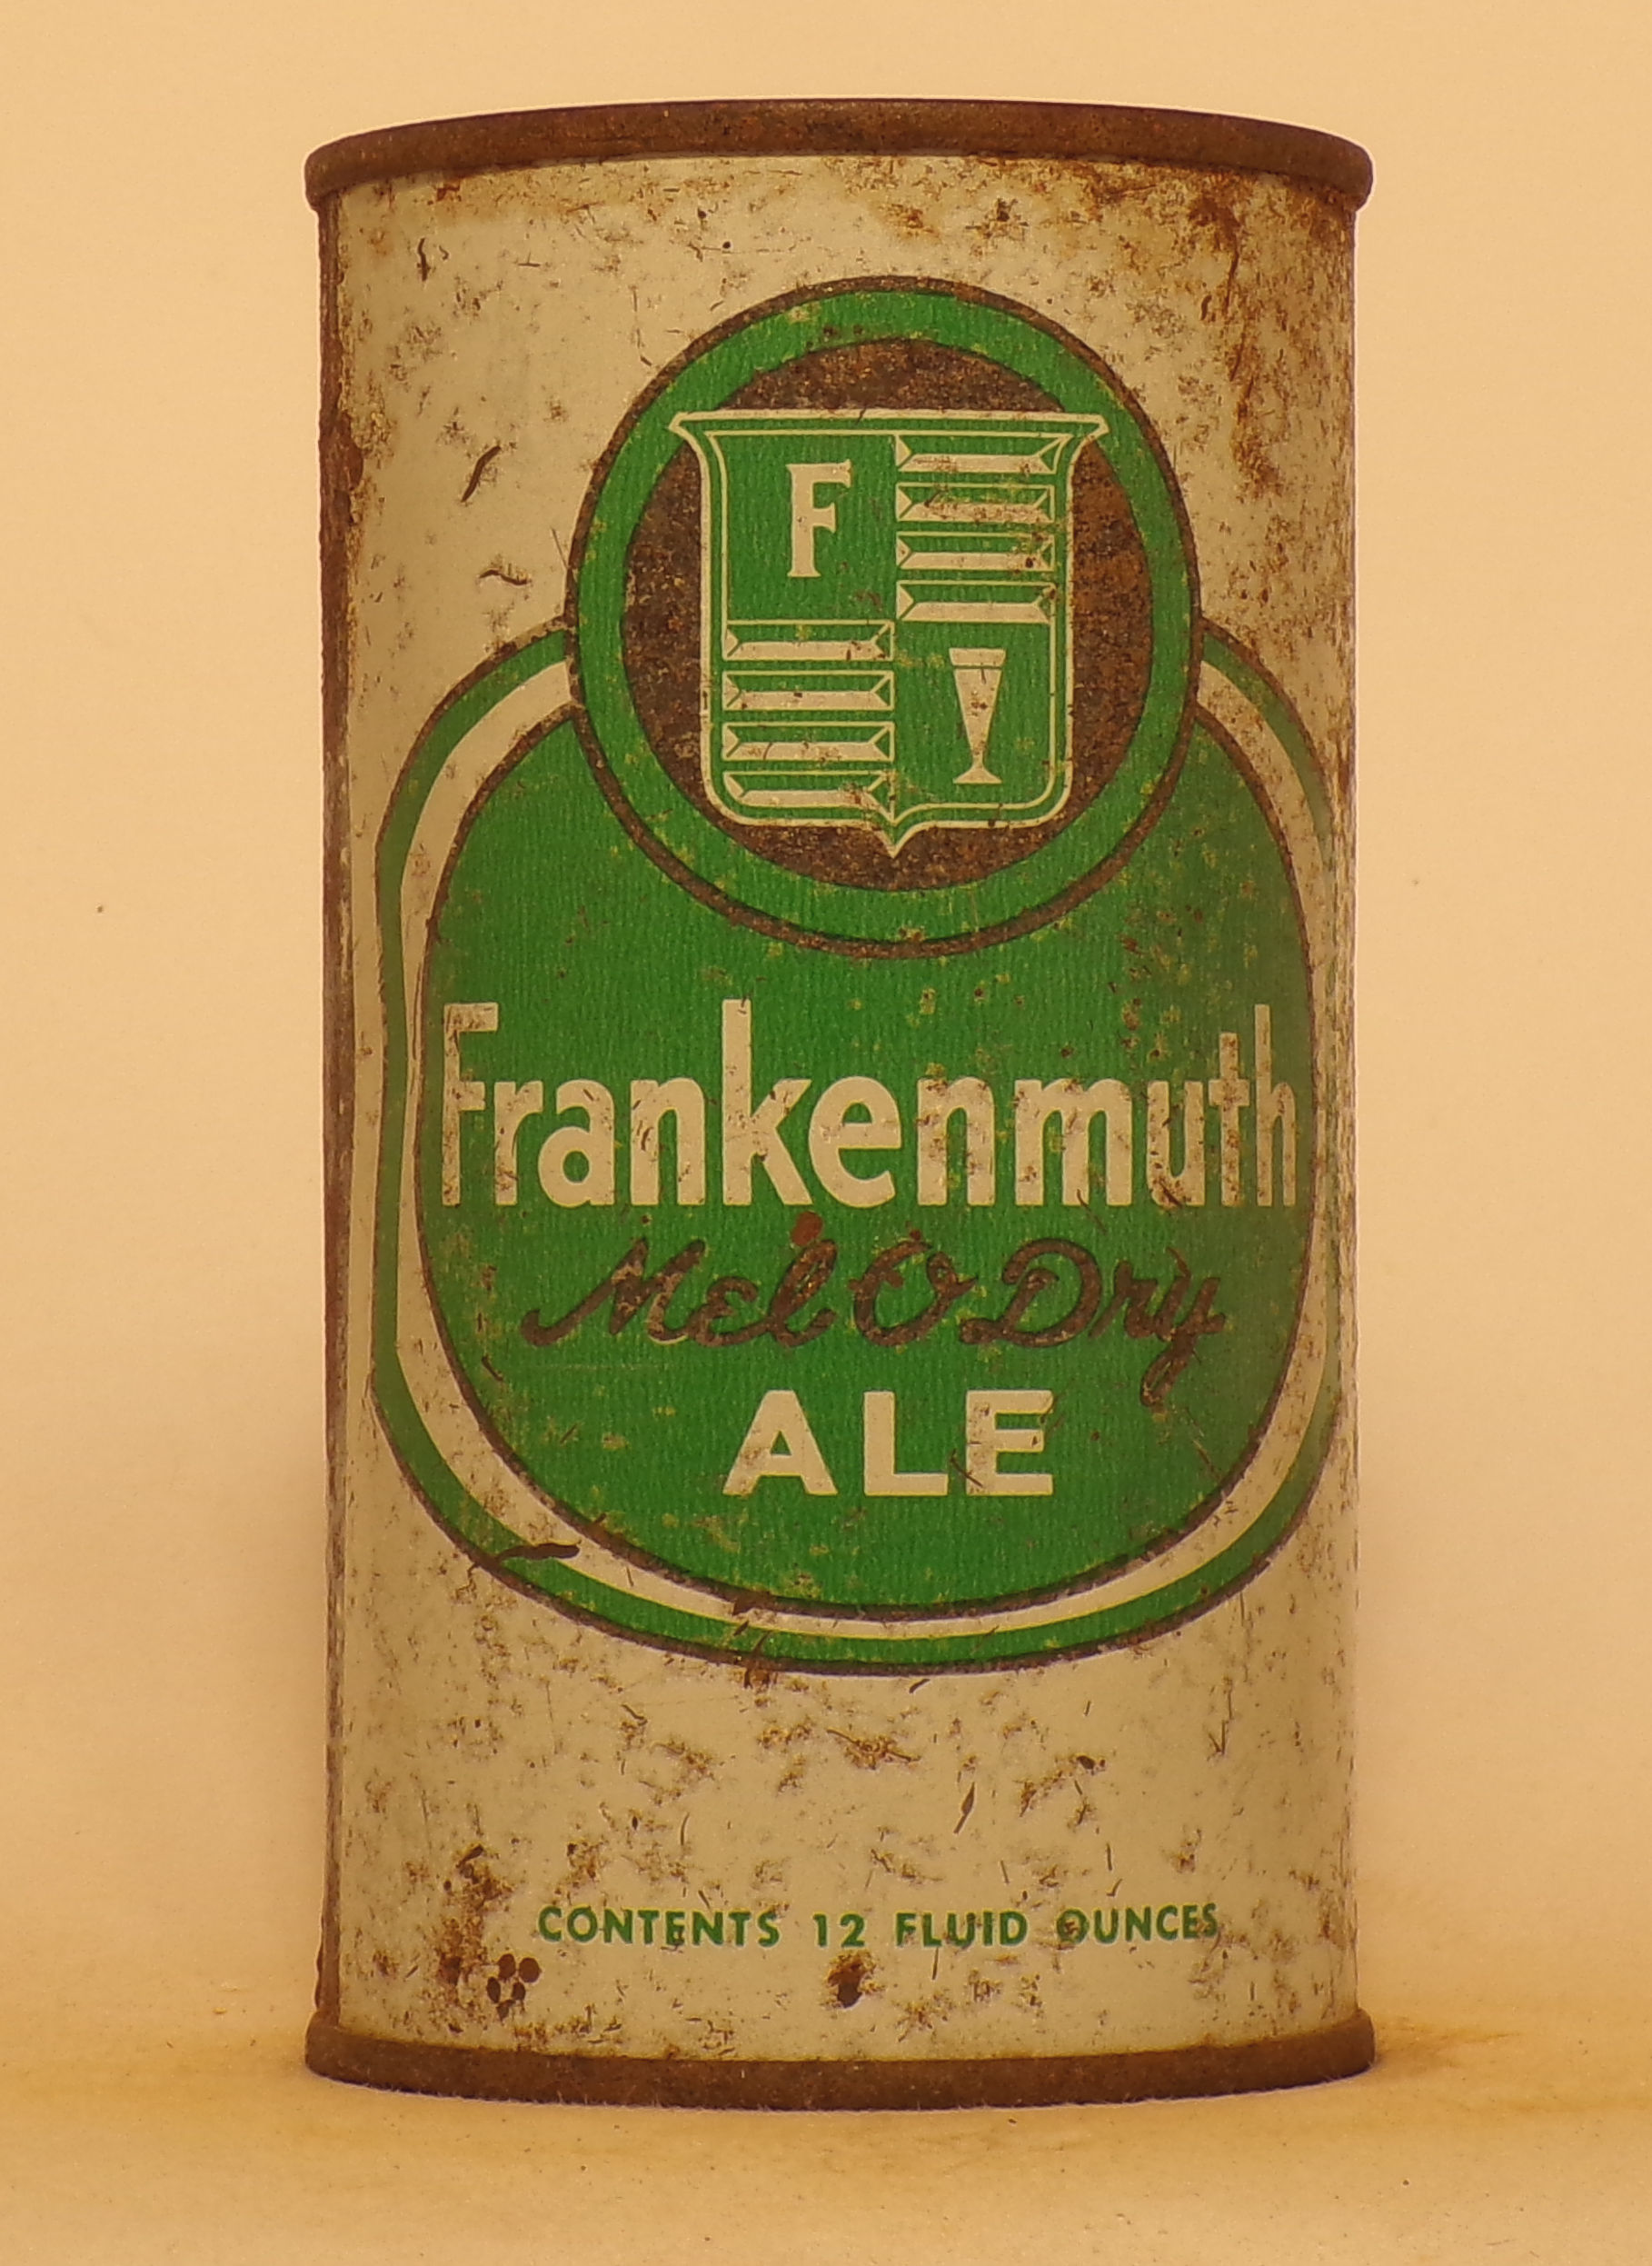 F
Frankenmuth
Mel O Dry
ALE
CONTENTS 12 FLUID OUNCES